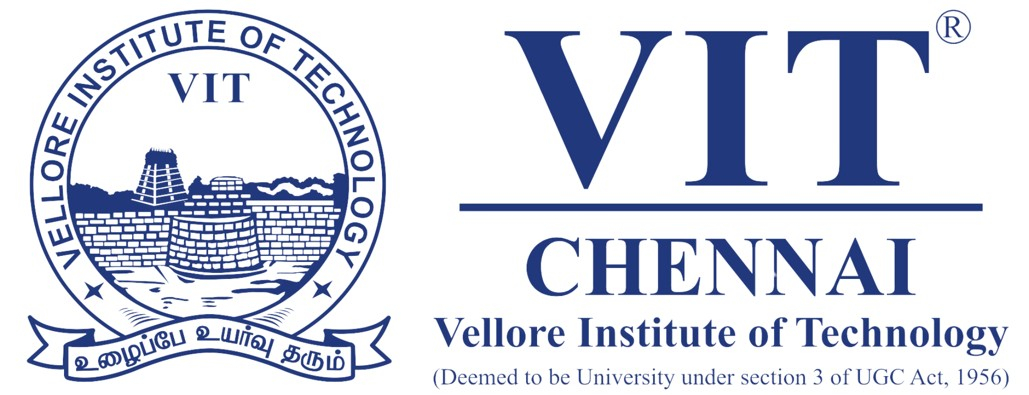 VELLORE INSTITUTE OF TECHNOLOGY
VIT
உழைப்பே உயர்வு தரும்
VIT®
CHENNAI
Vellore Institute of Technology
(Deemed to be University under section 3 of UGC Act, 1956)